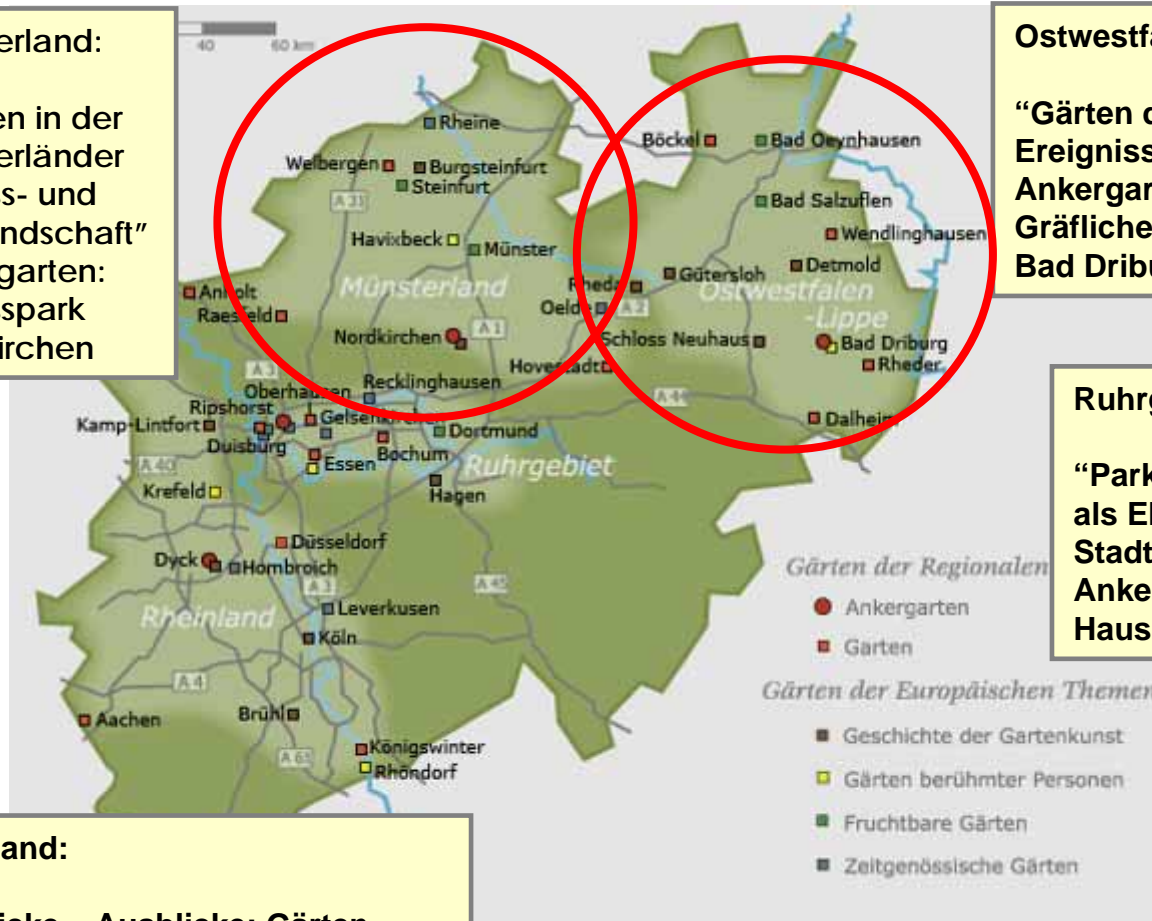 erland:
en in der
erländer
s- und
ndschaft”
garten:
sspark
kirchen
40
60 km
Ostwestfa
“Gärten d
Ereigniss
Ankergar
Gräfliche
Bad Dribu
Rheine
Welbergen
Burgsteinfurt
Steinfurt
A 31
Havixbeck
Münster
Münsterland
Anholt
Raesfeld
Nordkirchen
A 1
Böckel
Bad Oeynhausen
Bad Salzuflen
Wendlinghausen
Gütersloh
Detmold
Rheda
Ostwestfalen
-Lippe
Oelde
A 2
Schloss Neuhaus
Bad Driburg
Rheder
Hovestadt
A 44
Dalheim
A 3
Oberhausen
Recklinghausen
Ripshorst
Kamp-Lintfort
Gelsenkirchen
Dortmund
Duisburg
Bochum
A 40
Essen
Ruhrgebiet
Krefeld
Hagen
Düsseldorf
Dyck
Hombroich
A 3
A 45
Leverkusen
Rheinland
Köln
A 4
Aachen
Brühl
Königswinter
Rhöndorf
Ruhrg
“Park
als El
Stadt
Anke
Haus
Gärten der Regionalen
Ankergarten
Garten
Gärten der Europäischen Themen
Geschichte der Gartenkunst
Gärten berühmter Personen
Fruchtbare Gärten
Zeitgenössische Gärten
land:
Ausblicke: Gärten